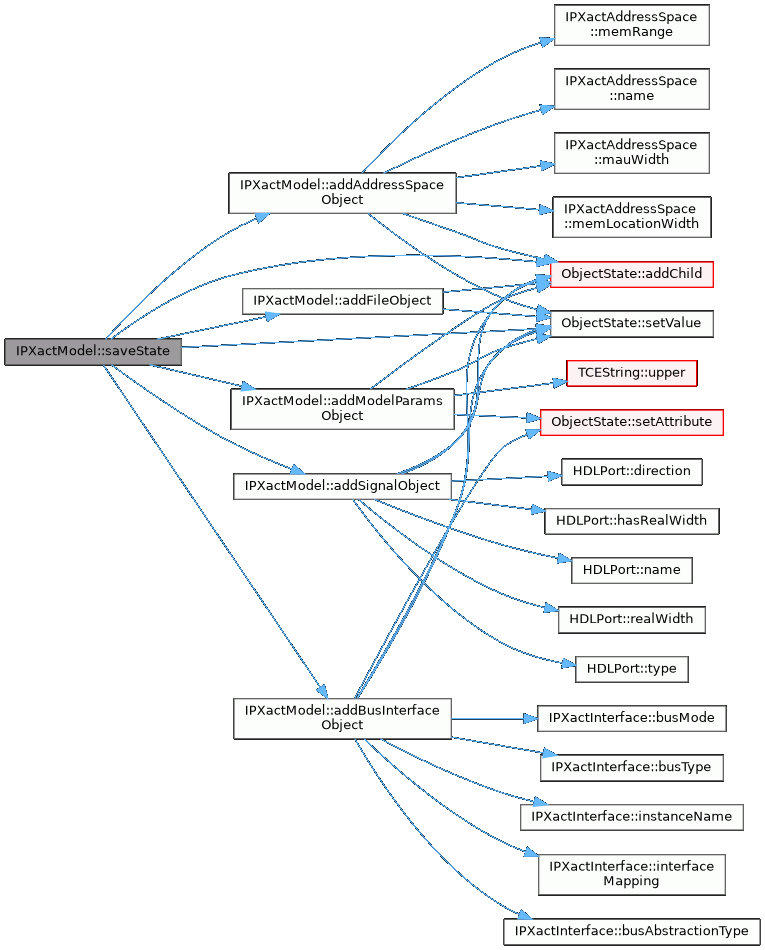 IPXactAddressSpace
::memRange
IPXactAddressSpace
::name
IPXactAddressSpace
::mauWidth
IPXactModel::addAddressSpace
Object
IPXactAddressSpace
::memLocationWidth
ObjectState::addChild
IPXactModel::addFileObject
ObjectState::setValue
IPXactModel::saveState
TCEString::upper
IPXactModel::addModelParams
Object
ObjectState::setAttribute
HDLPort::direction
IPXactModel::addSignalObject
HDLPort::hasRealWidth
HDLPort::name
HDLPort::realWidth
HDLPort::type
IPXactModel::addBusInterface
Object
IPXactInterface::busMode
IPXactInterface::busType
IPXactInterface::instanceName
IPXactInterface::interface
Mapping
IPXactInterface::busAbstractionType